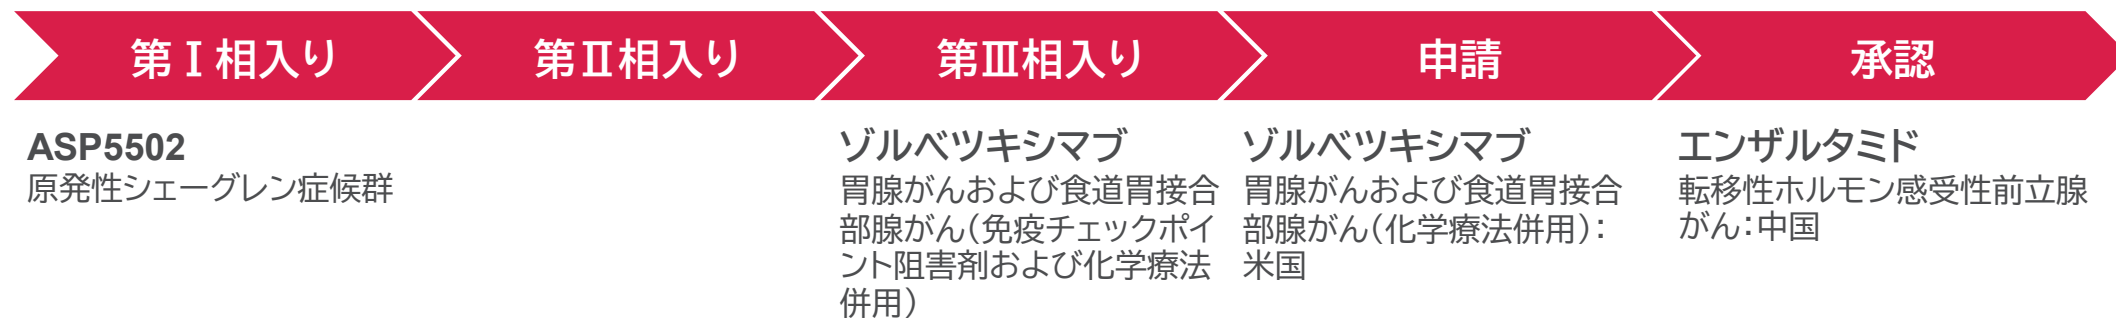 第Ⅰ相入り
第Ⅱ相入り
第Ⅲ相入り
申請
承認
ASP5502
原発性シェーグレン症候群
ゾルベツキシマブ
胃腺がんおよび食道胃接合
部腺がん(免疫チェックポイ
ント阻害剤および化学療法
併用)
ゾルベツキシマブ
胃腺がんおよび食道胃接合
部腺がん(化学療法併用):
米国
エンザルタミド
転移性ホルモン感受性前立腺
がん:中国